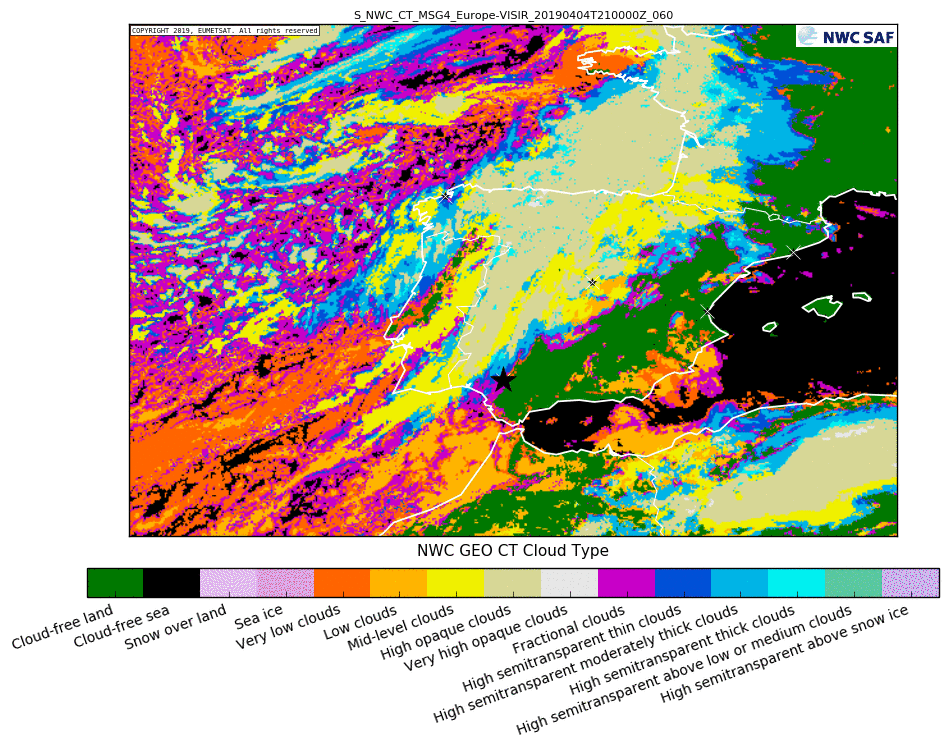 S_NWC_CT_MSG4_Europe-VISIR_20190404T210000Z_060
COPYRIGHT 2019, EUMETSAT. All rights reserved
NWC SAF
NWC GEO CT Cloud Type
Cloud-free land
Cloud-free sea
Snow over land
Sea ice
Very low clouds
Low clouds
Mid-level clouds
High opaque clouds
Very high opaque clouds
Fractional clouds
High semitransparent thin clouds
High semitransparent moderately thick clouds
High semitransparent thick clouds
High semitransparent above low or medium clouds
High semitransparent above snow ice